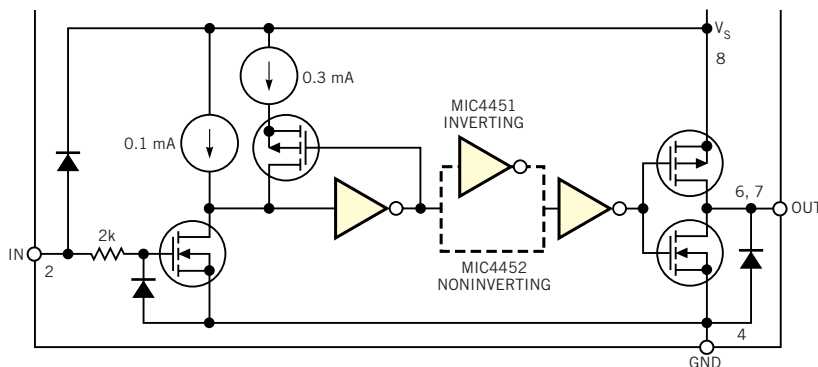 V_S
8
0.3 mA
0.1 mA
MIC4451
INVERTING
6, 7
OUT
2k
IN
2
MIC4452
NONINVERTING
4
GND